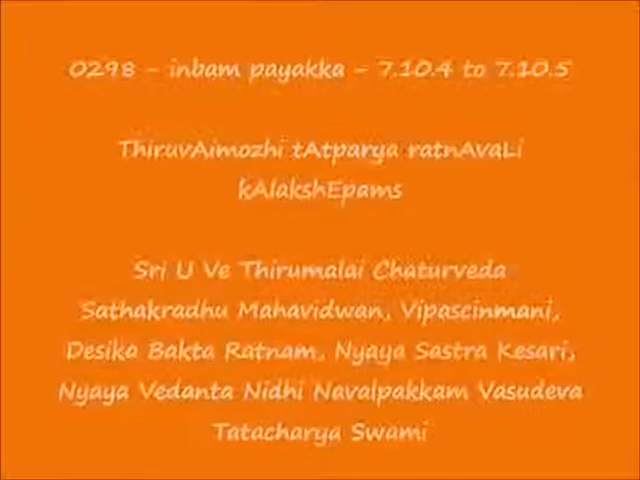 0298 - inbam payakka - 7.10.4 to 7.10.5
ThiruvAimozhi tAtparya ratnAvaLi
kAlakshEpams
Sri U Ve Thirumalai Chaturveda
Sathakradhu Mahavidwan, Vipascinmani,
Desika Bakta Ratnam, Nyaya Sastra Kesari,
Nyaya Vedanta Nidhi Navalpakkam Vasudeva
Tatacharya Swami